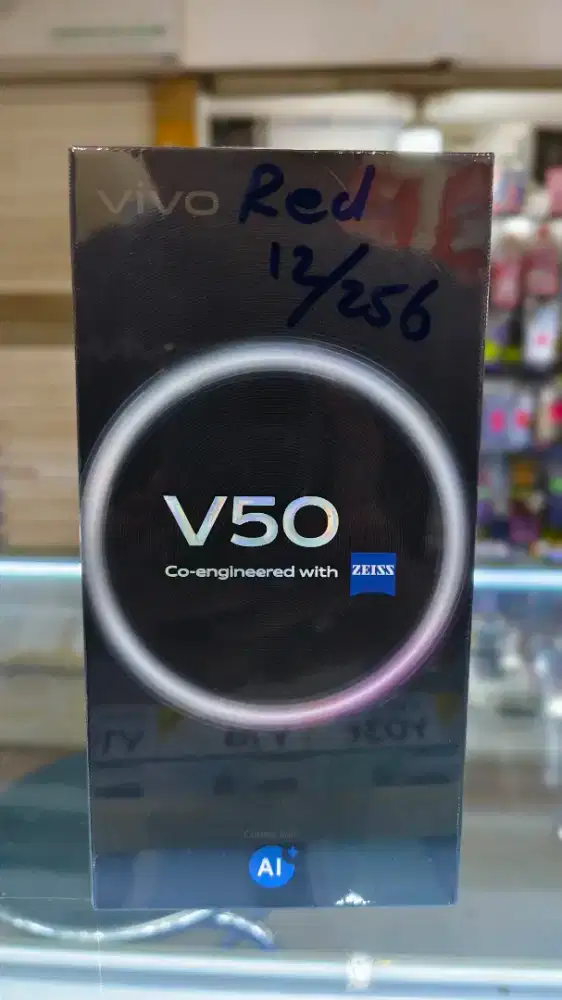 vivo Red
12/256
V50
Co-engineered with ZEISS
AI